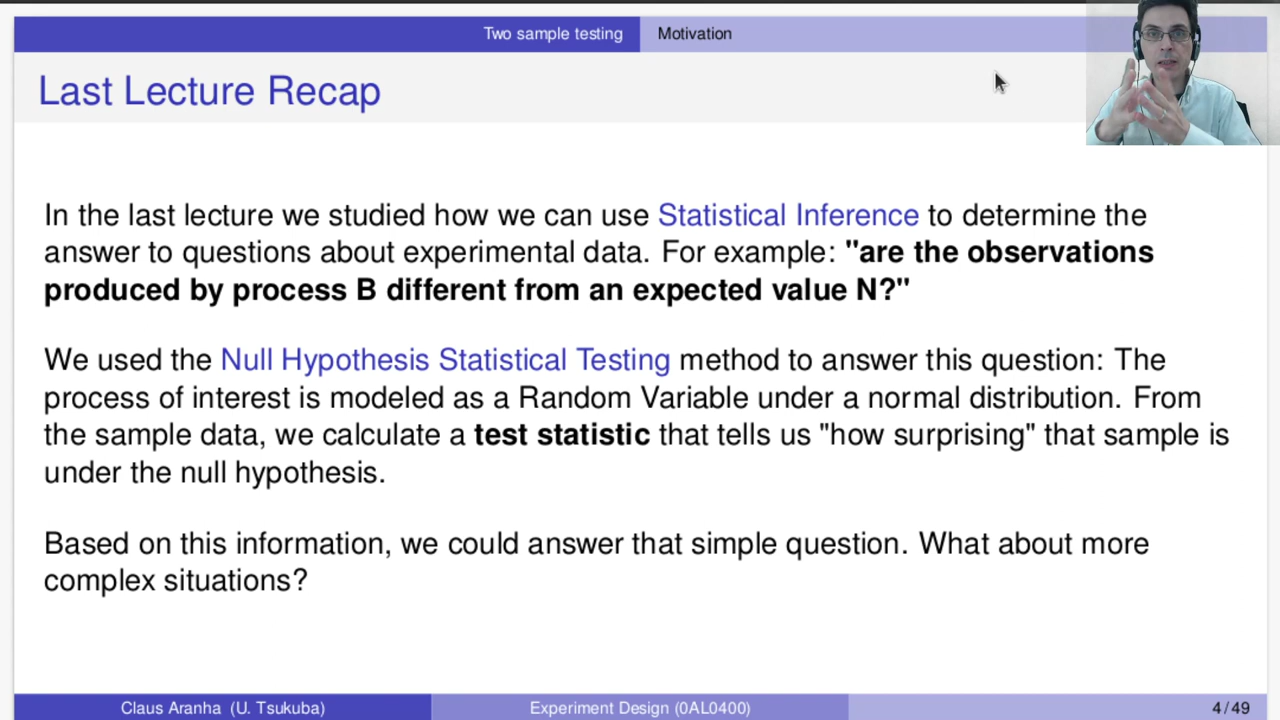 Two sample testing Motivation
Last Lecture Recap
In the last lecture we studied how we can use Statistical Inference to determine the
answer to questions about experimental data. For example: "are the observations
produced by process B different from an expected value N?"
We used the Null Hypothesis Statistical Testing method to answer this question: The
process of interest is modeled as a Random Variable under a normal distribution. From
the sample data, we calculate a test statistic that tells us "how surprising" that sample is
under the null hypothesis.
Based on this information, we could answer that simple question. What about more
complex situations?
Claus Aranha (U. Tsukuba) Experiment Design (0AL0400) 4 / 49